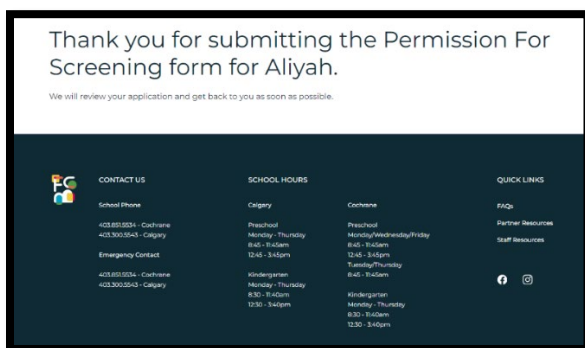 Thank you for submitting the Permission For
Screening form for Aliyah.
We will review your application and get back to you as soon as possible.
CONTACT US
School Phone
403.851.5534 - Cochrane
403.300.5543 - Calgary
Emergency Contact
403.851.5534 - Cochrane
403.300.5543 - Calgary
SCHOOL HOURS
Calgary
Preschool
Monday - Thursday
8:45 - 11:45am
12:45 - 3:45pm
Kindergarten
Monday - Thursday
8:30 - 11:40am
12:30 - 3:40pm
Cochrane
Preschool
Monday/Wednesday/Friday
8:45 - 11:45am
12:45 - 3:45pm
Tuesday/Thursday
8:45 - 11:45am
Kindergarten
Monday - Thursday
8:30 - 11:40am
12:30 - 3:40pm
QUICK LINKS
FAQs
Partner Resources
Staff Resources